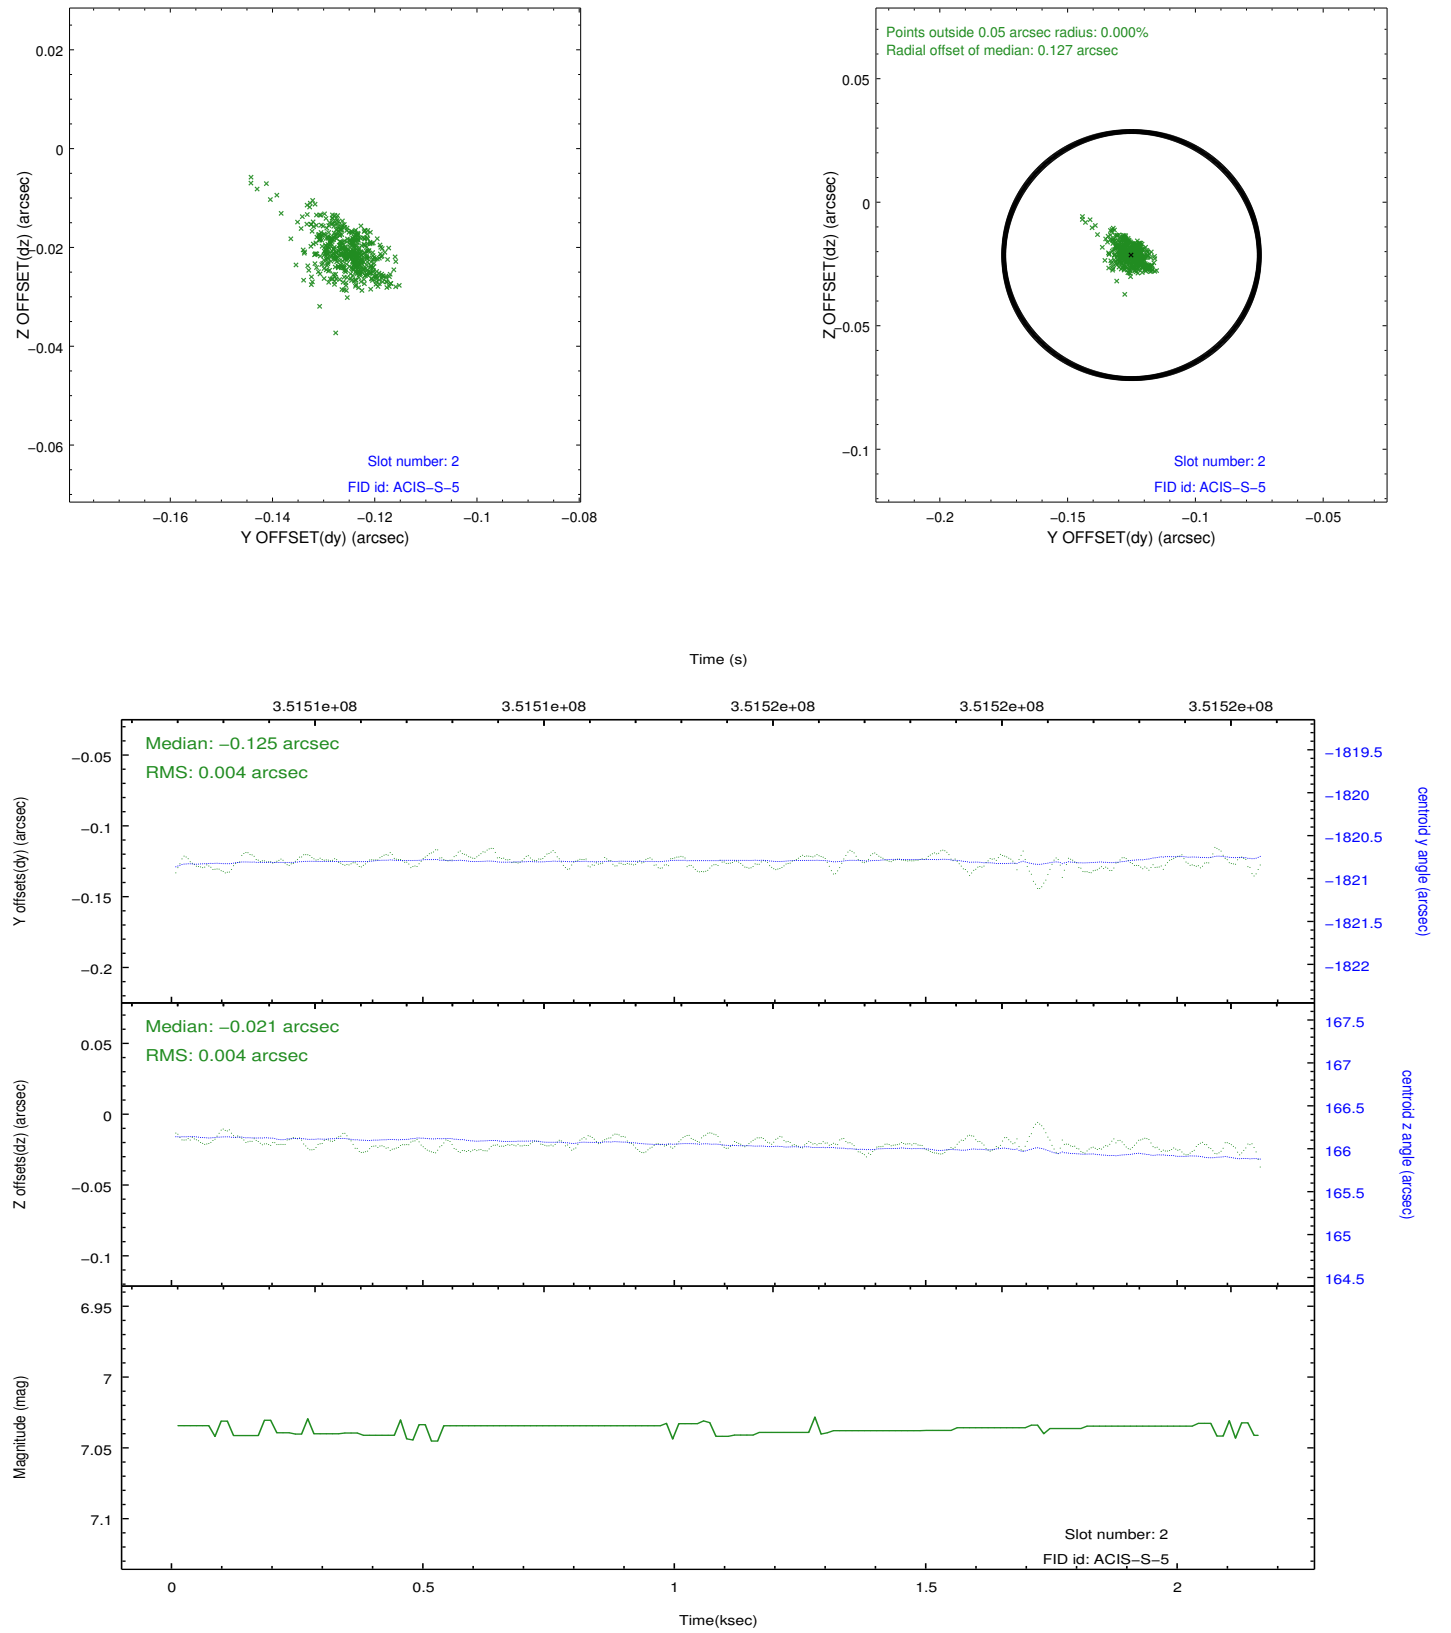 0.02
0
−0.02
−0.04
−0.06
Z OFFSET(dz) (arcsec)
Slot number: 2
FID id: ACIS−S−5
−0.16
−0.14
−0.12
−0.1
−0.08
Y OFFSET(dy) (arcsec)
Points outside 0.05 arcsec radius: 0.000%
Radial offset of median: 0.127 arcsec
0.05
0
−0.05
−0.1
Z OFFSET(dz) (arcsec)
Slot number: 2
FID id: ACIS−S−5
−0.2
−0.15
−0.1
−0.05
Y OFFSET(dy) (arcsec)
Time (s)
3.5151e+08
3.5151e+08
3.5152e+08
3.5152e+08
3.5152e+08
Median: −0.125 arcsec
RMS: 0.004 arcsec
−0.05
−0.1
−0.15
−0.2
Y offsets(dy) (arcsec)
−1819.5
−1820
−1820.5
−1821
−1821.5
−1822
centroid y angle (arcsec)
Median: −0.021 arcsec
RMS: 0.004 arcsec
0.05
0
−0.05
−0.1
Z offsets(dz) (arcsec)
167.5
167
166.5
166
165.5
165
164.5
centroid z angle (arcsec)
6.95
7
7.05
7.1
Magnitude (mag)
Slot number: 2
FID id: ACIS−S−5
0
0.5
1
1.5
2
Time(ksec)